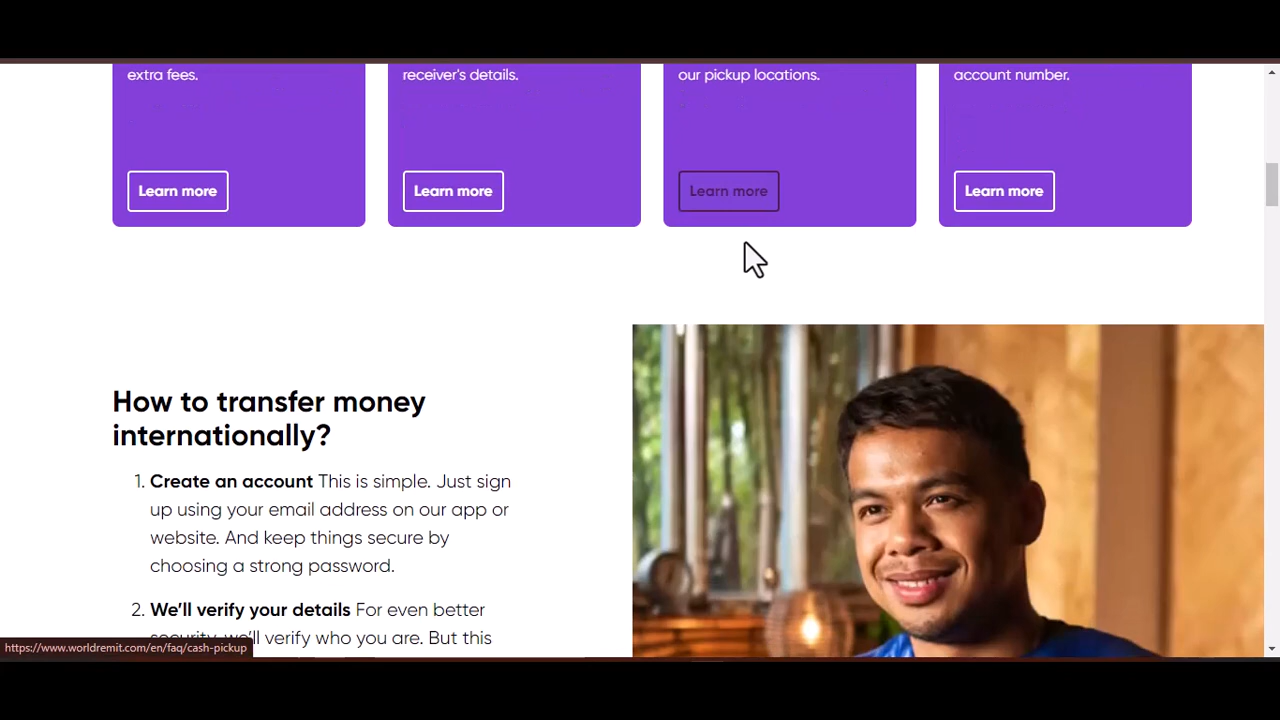 extra fees.
receiver's details.
our pickup locations.
account number.
Learn more
Learn more
Learn more
Learn more
How to transfer money
internationally?
1. Create an account This is simple. Just sign
up using your email address on our app or
website. And keep things secure by
choosing a strong password.
2. We'll verify your details For even better
security, we'll verify who you are. But this
https://www.worldremit.com/en/faq/cash-pickup